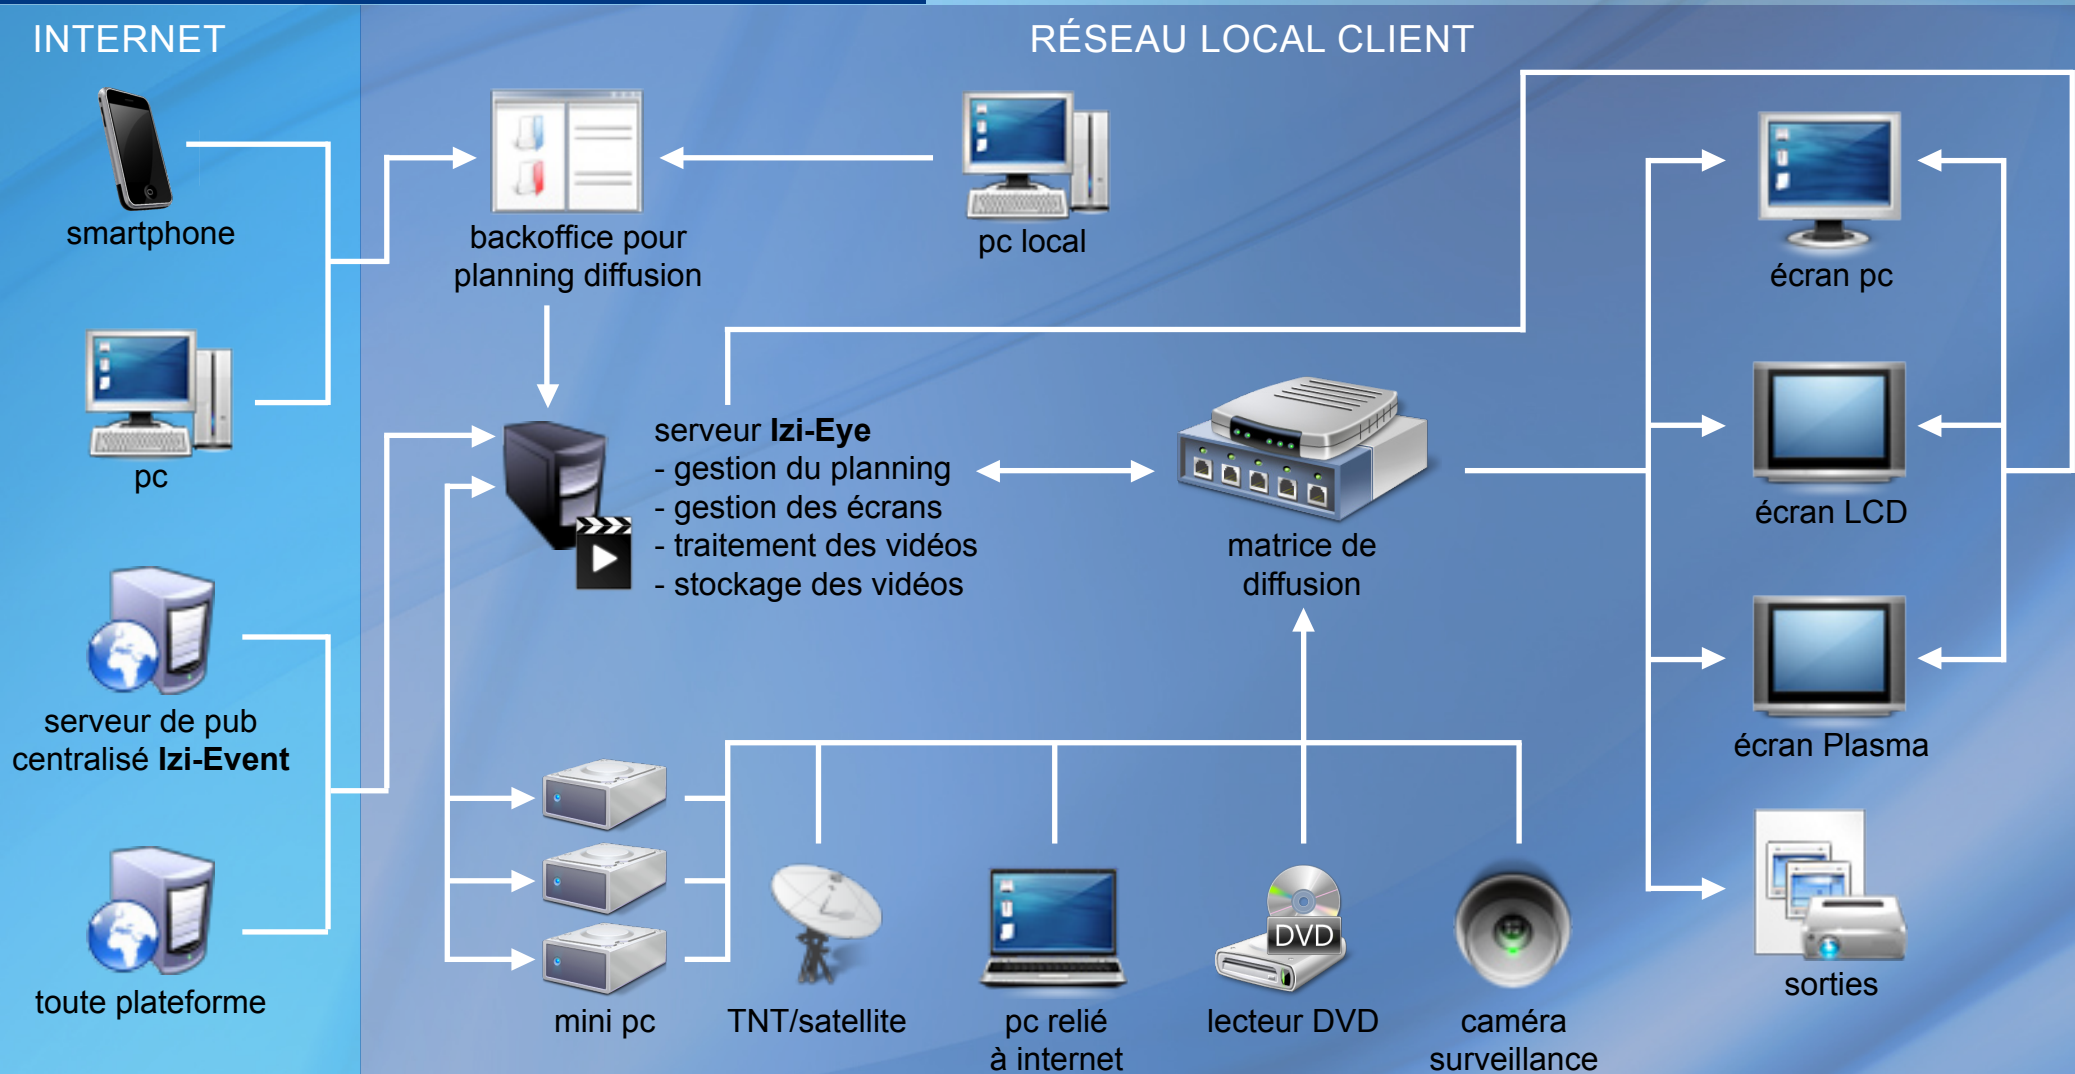 INTERNET
RÉSEAU LOCAL CLIENT
smartphone
backoffice pour
planning diffusion
pc local
écran pc
pc
serveur Izi-Eye
- gestion du planning
- gestion des écrans
- traitement des vidéos
- stockage des vidéos
matrice de
diffusion
écran LCD
serveur de pub
centralisé Izi-Event
écran Plasma
toute plateforme
mini pc
TNT/satellite
pc relié
à internet
DVD
lecteur DVD
caméra
surveillance
sorties